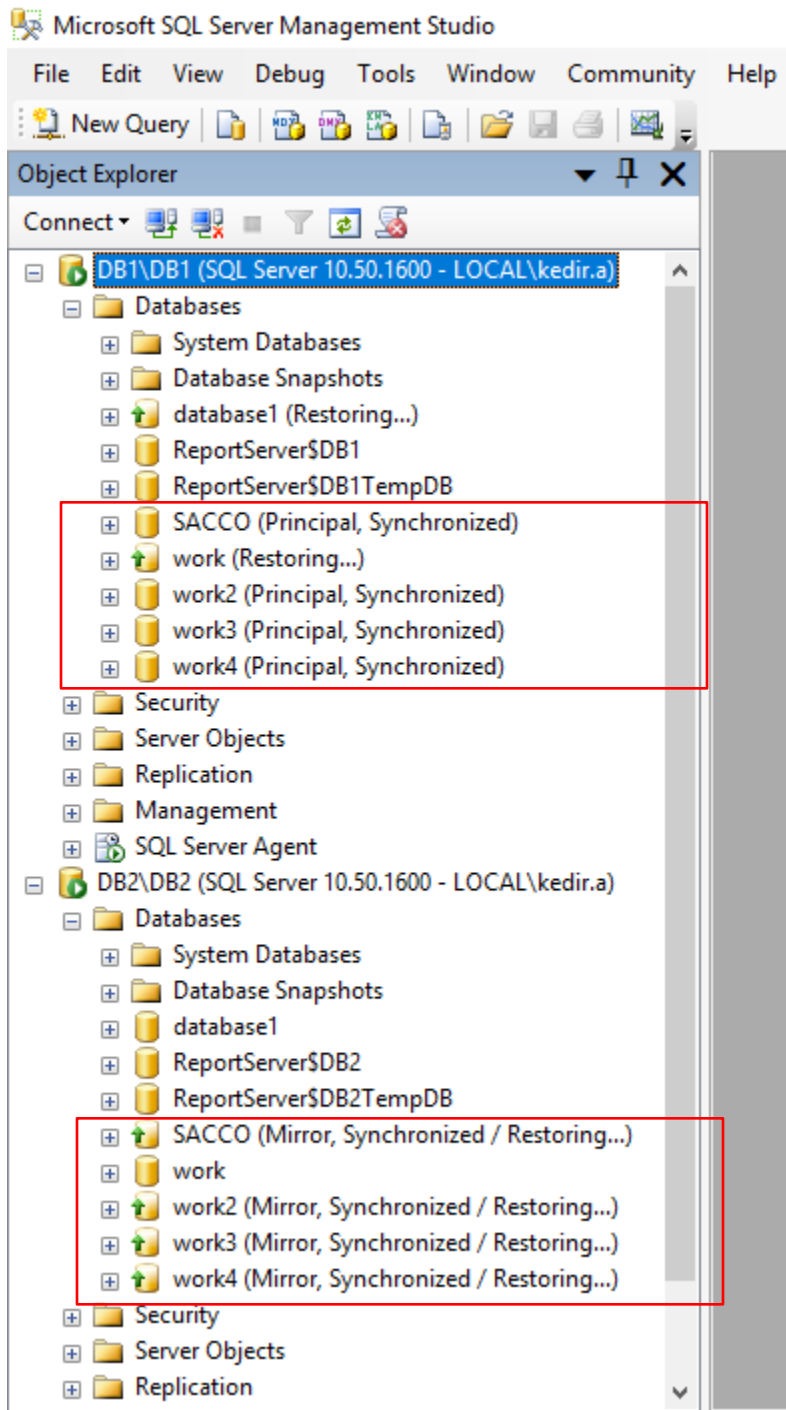 Microsoft SQL Server Management Studio
File Edit View Debug Tools Window Community Help
New Query
Object Explorer
Connect
DB1\DB1 (SQL Server 10.50.1600 - LOCAL\kedir.a)
Databases
System Databases
Database Snapshots
database1 (Restoring...)
ReportServer$DB1
ReportServer$DB1TempDB
SACCO (Principal, Synchronized)
work (Restoring...)
work2 (Principal, Synchronized)
work3 (Principal, Synchronized)
work4 (Principal, Synchronized)
Security
Server Objects
Replication
Management
SQL Server Agent
DB2\DB2 (SQL Server 10.50.1600 - LOCAL\kedir.a)
Databases
System Databases
Database Snapshots
database1
ReportServer$DB2
ReportServer$DB2TempDB
SACCO (Mirror, Synchronized / Restoring...)
work
work2 (Mirror, Synchronized / Restoring...)
work3 (Mirror, Synchronized / Restoring...)
work4 (Mirror, Synchronized / Restoring...)
Security
Server Objects
Replication